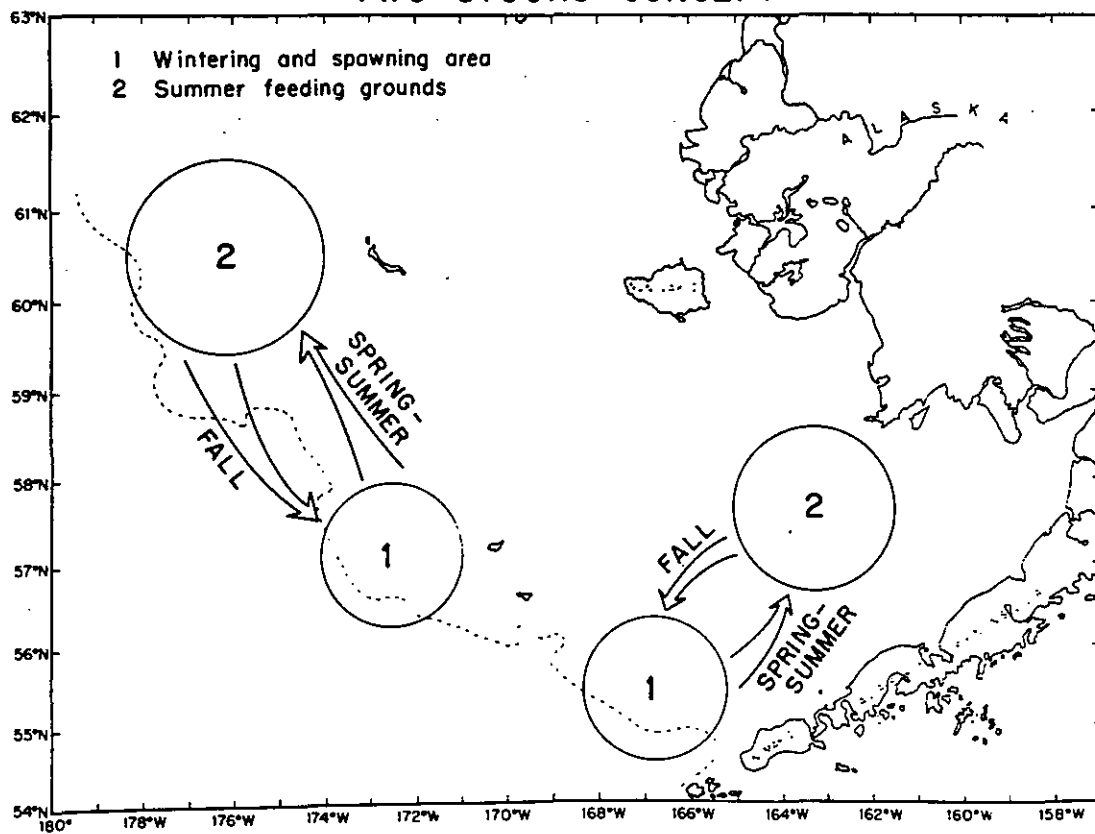 63°N
1 Wintering and spawning area
2 Summer feeding grounds
62°N
ALASKA
61°N
2
60°N
SPRING-
SUMMER
59°N
FALL
58°N
2
1
FALL
57°N
56°N
SPRING-
SUMMER
1
55°N
54°N
180° 178°W 176°W 174°W 172°W 170°W 168°W 166°W 164°W 162°W 160°W 158°W